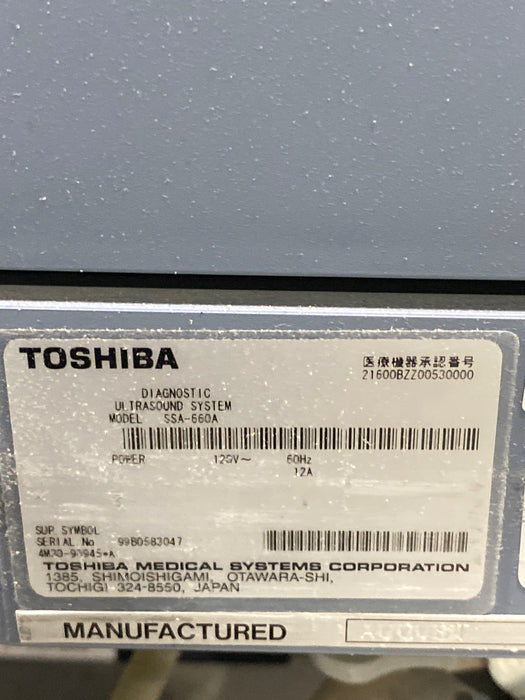 TOSHIBA
医療機器承認番号
21600BZZ00530000
DIAGNOSTIC
ULTRASOUND SYSTEM
MODEL SSA-660A
POWER 120V~ 60Hz
12A
SUP. SYMBOL
SERIAL No 99B0583047
TOSHIBA MEDICAL SYSTEMS CORPORATION
1385, SHIMOISHIGAMI, OTAWARA-SHI,
TOCHIGI 324-8550, JAPAN
MANUFACTURED